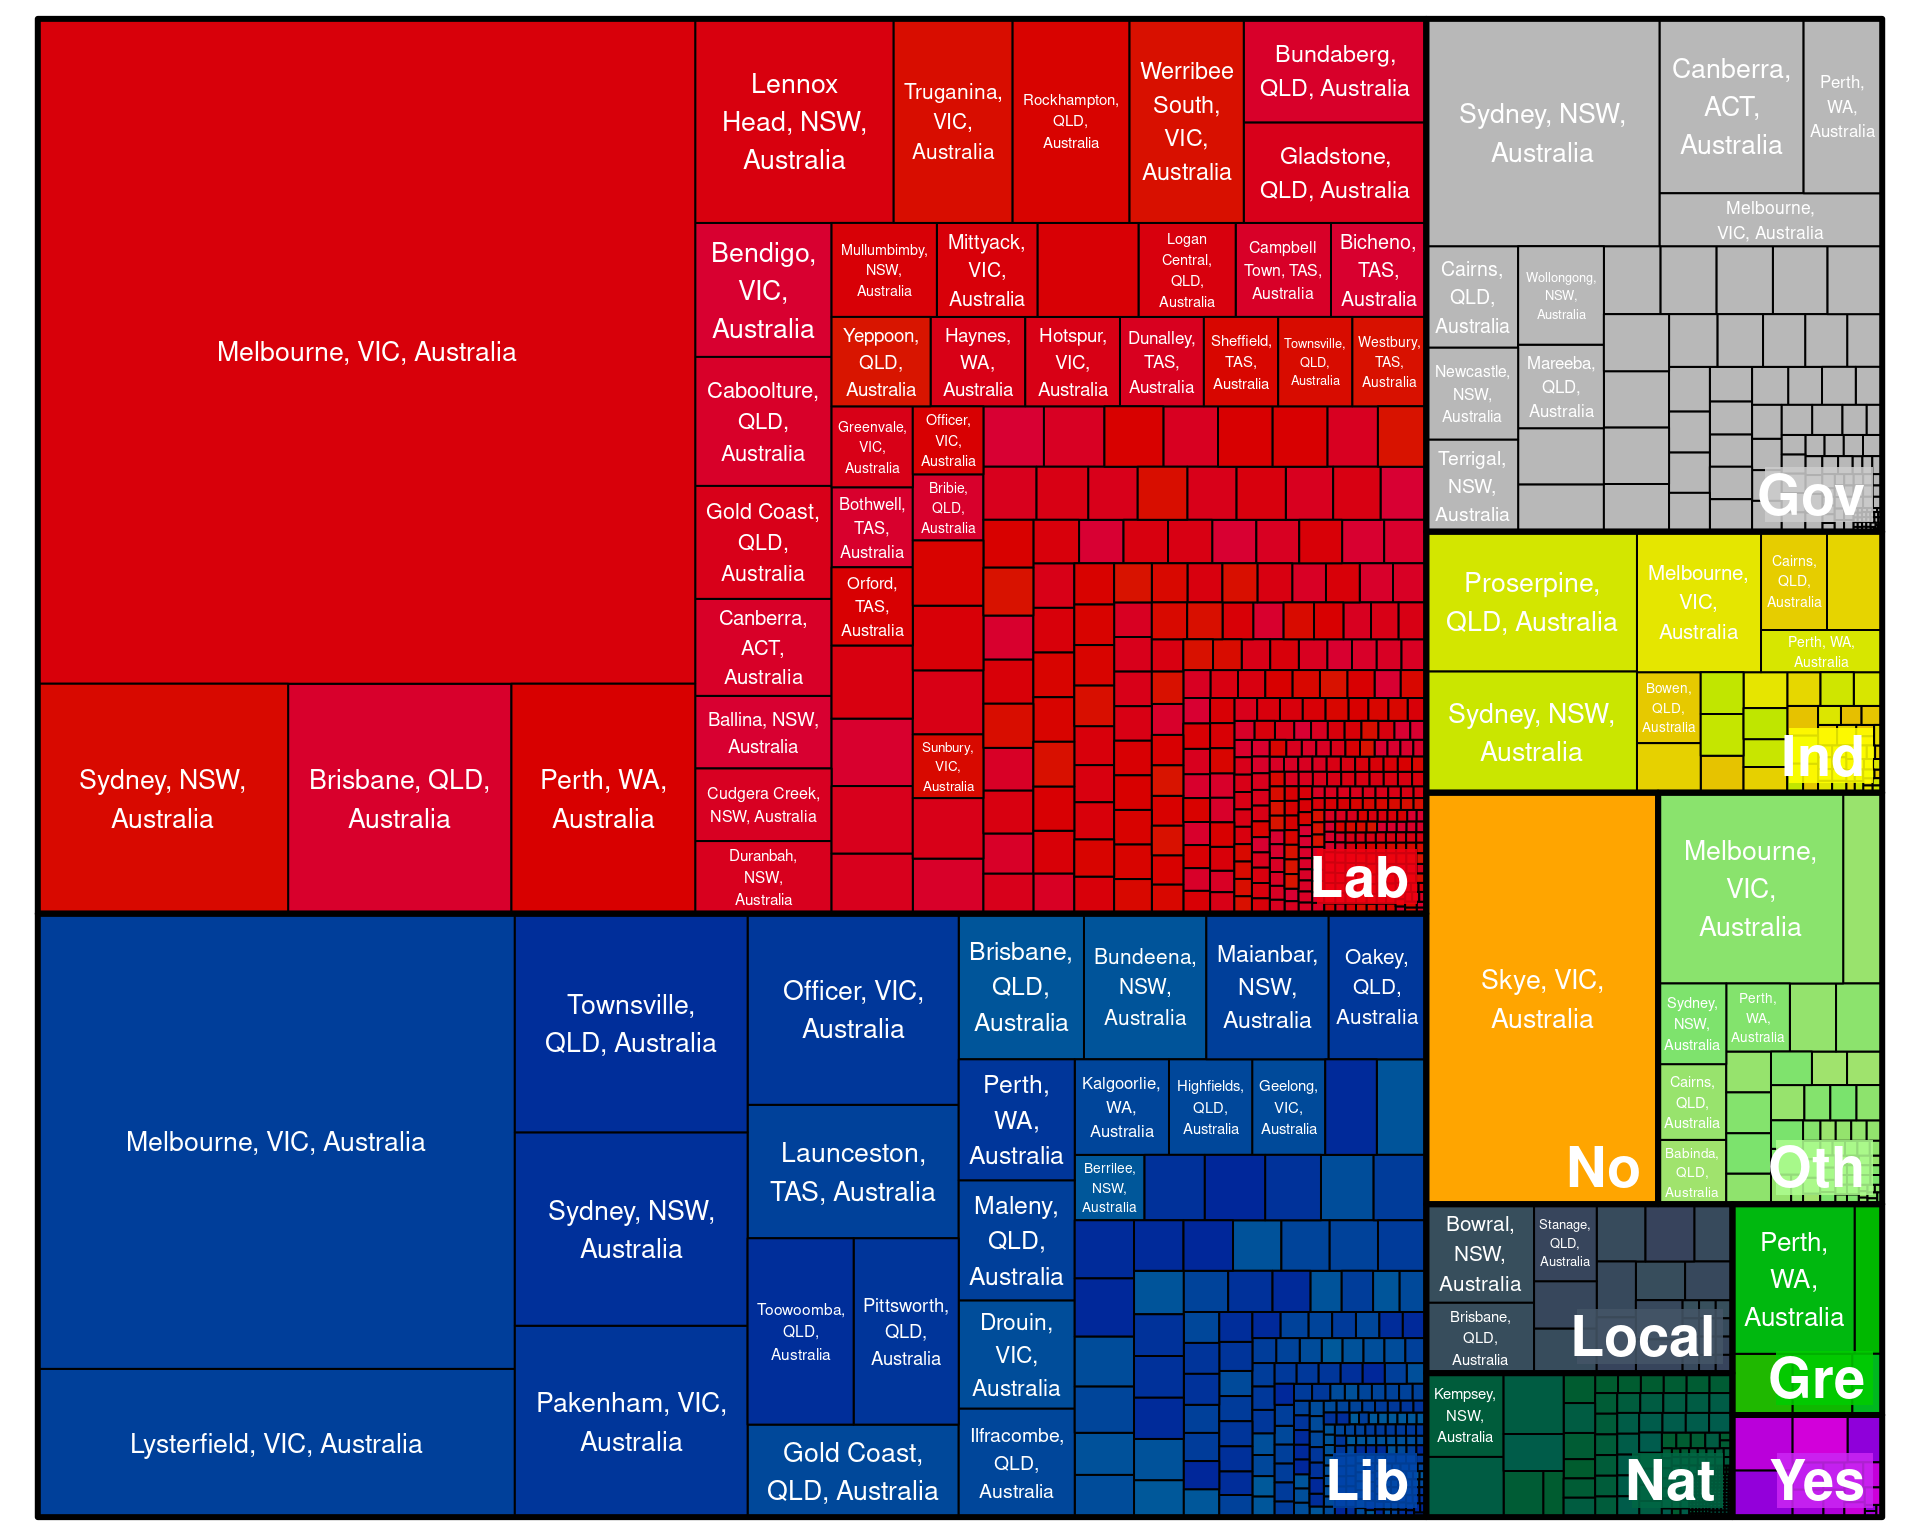 Melbourne, VIC, Australia
Sydney, NSW,
Australia
Brisbane, QLD,
Australia
Perth, WA,
Australia
Lennox
Head, NSW,
Australia
Truganina,
VIC,
Australia
Rockhampton,
QLD,
Australia
Werribee
South,
VIC,
Australia
Bundaberg,
QLD, Australia
Gladstone,
QLD, Australia
Bendigo,
VIC,
Australia
Caboolture,
QLD,
Australia
Gold Coast,
QLD,
Australia
Canberra,
ACT,
Australia
Ballina, NSW,
Australia
Cudgera Creek,
NSW, Australia
Duranbah,
NSW,
Australia
Mullumbimby,
NSW,
Australia
Mittyack,
VIC,
Australia
Logan
Central,
QLD,
Australia
Campbell
Town, TAS,
Australia
Bicheno,
TAS,
Australia
Yeppoon,
QLD,
Australia
Haynes,
WA,
Australia
Hotspur,
VIC,
Australia
Dunalley,
TAS,
Australia
Sheffield,
TAS,
Australia
Townsville,
QLD,
Australia
Westbury,
TAS,
Australia
Greenvale,
VIC,
Australia
Bothwell,
TAS,
Australia
Orford,
TAS,
Australia
Officer,
VIC,
Australia
Bribie,
QLD,
Australia
Sunbury,
VIC,
Australia
Lab
Melbourne, VIC, Australia
Lysterfield, VIC, Australia
Townsville,
QLD, Australia
Sydney, NSW,
Australia
Pakenham, VIC,
Australia
Officer, VIC,
Australia
Launceston,
TAS, Australia
Toowoomba,
QLD,
Australia
Pittsworth,
QLD,
Australia
Gold Coast,
QLD, Australia
Brisbane,
QLD,
Australia
Bundeena,
NSW,
Australia
Maianbar,
NSW,
Australia
Oakey,
QLD,
Australia
Perth,
WA,
Australia
Maleny,
QLD,
Australia
Drouin,
VIC,
Australia
Ilfracombe,
QLD,
Australia
Kalgoorlie,
WA,
Australia
Highfields,
QLD,
Australia
Geelong,
VIC,
Australia
Berrilee,
NSW,
Australia
Lib
Sydney, NSW,
Australia
Canberra,
ACT,
Australia
Perth,
WA,
Australia
Melbourne,
VIC, Australia
Cairns,
QLD,
Australia
Newcastle,
NSW,
Australia
Terrigal,
NSW,
Australia
Wollongong,
NSW,
Australia
Mareeba,
QLD,
Australia
Gov
Proserpine,
QLD, Australia
Sydney, NSW,
Australia
Melbourne,
VIC,
Australia
Cairns,
QLD,
Australia
Perth, WA,
Australia
Bowen,
QLD,
Australia
Ind
Skye, VIC,
Australia
No
Melbourne,
VIC,
Australia
Sydney,
NSW,
Australia
Perth,
WA,
Australia
Cairns,
QLD,
Australia
Babinda,
QLD,
Australia
Oth
Bowral,
NSW,
Australia
Brisbane,
QLD,
Australia
Stanage,
QLD,
Australia
Local
Perth,
WA,
Australia
Gre
Kempsey,
NSW,
Australia
Nat
Yes